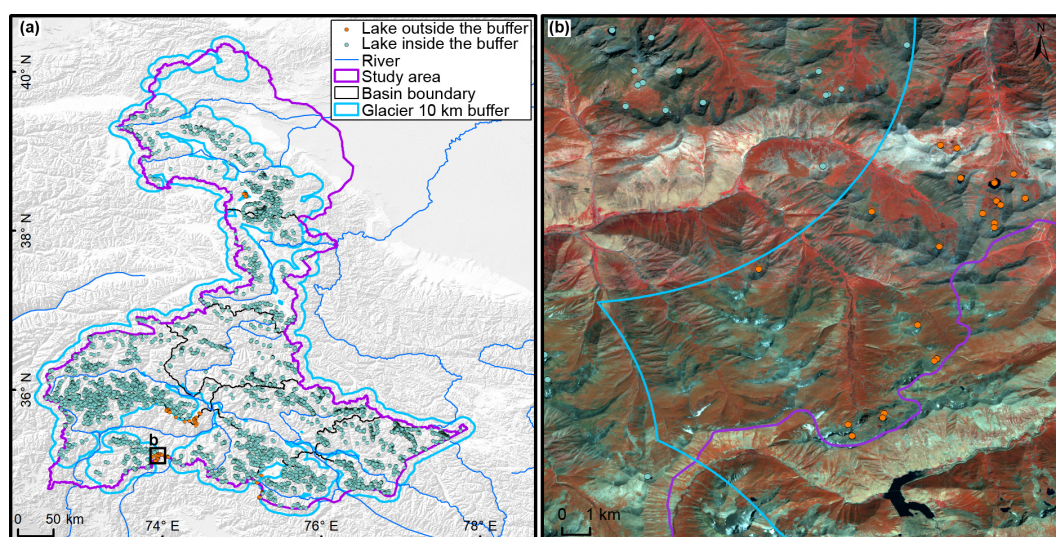 (a)
Lake outside the buffer
Lake inside the buffer
River
Study area
Basin boundary
Glacier 10 km buffer
40° N
38° N
36° N
b
0 50 km
74° E
76° E
78° E
(b)
N
0 1 km